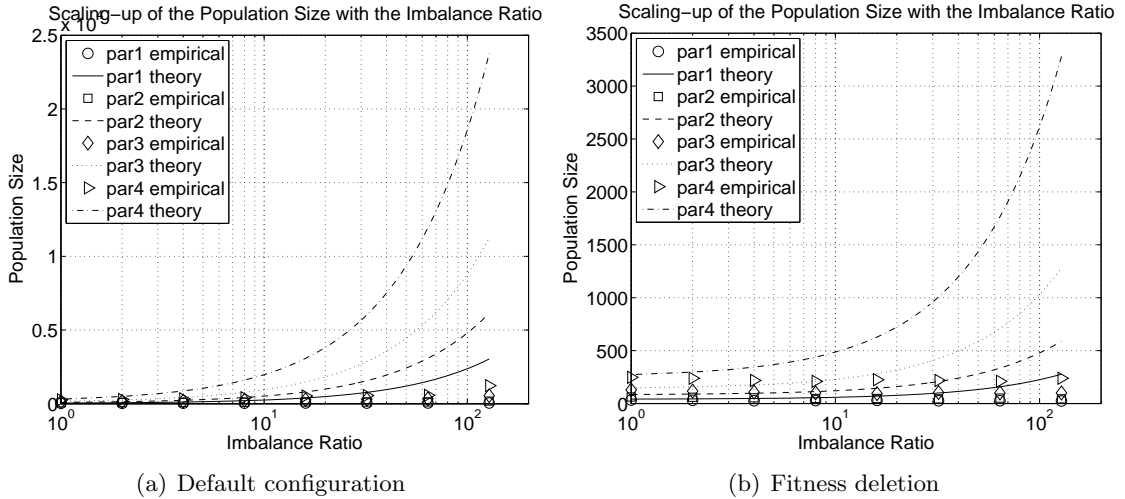 Scaling−up of the Population Size with the Imbalance Ratio
2.5
2
1.5
1
0.5
0
Population Size
par1 empirical
par1 theory
par2 empirical
par2 theory
par3 empirical
par3 theory
par4 empirical
par4 theory
10^0
10^1
10^2
Imbalance Ratio
(a) Default configuration
Scaling−up of the Population Size with the Imbalance Ratio
3500
3000
2500
2000
1500
1000
500
0
Population Size
par1 empirical
par1 theory
par2 empirical
par2 theory
par3 empirical
par3 theory
par4 empirical
par4 theory
10^0
10^1
10^2
Imbalance Ratio
(b) Fitness deletion